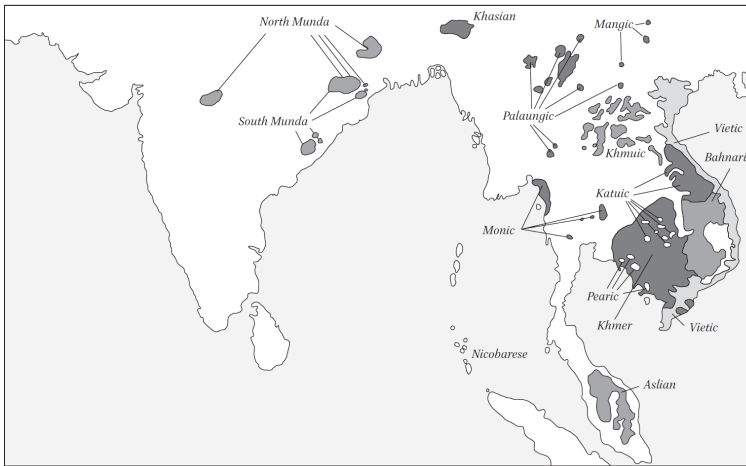 North Munda
Khasian
Mangic
South Munda
Palaungic
Vietic
Khmuic
Bahnari
Katuic
Monic
Pearic
Khmer
Vietic
Nicobarese
Aslian